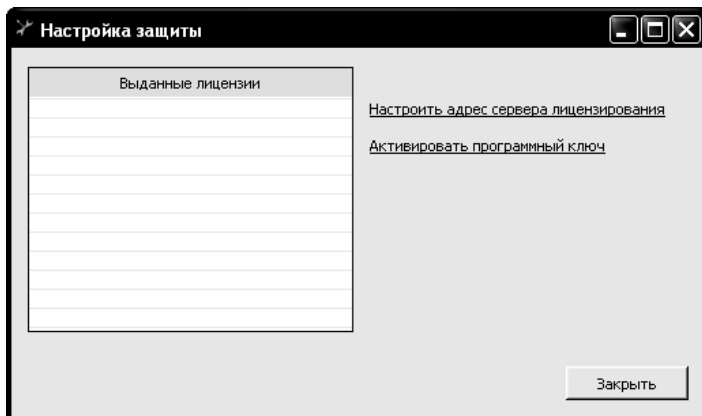 Настройка защиты
Выданные лицензии
Настроить адрес сервера лицензирования
Активировать программный ключ
Закрыть